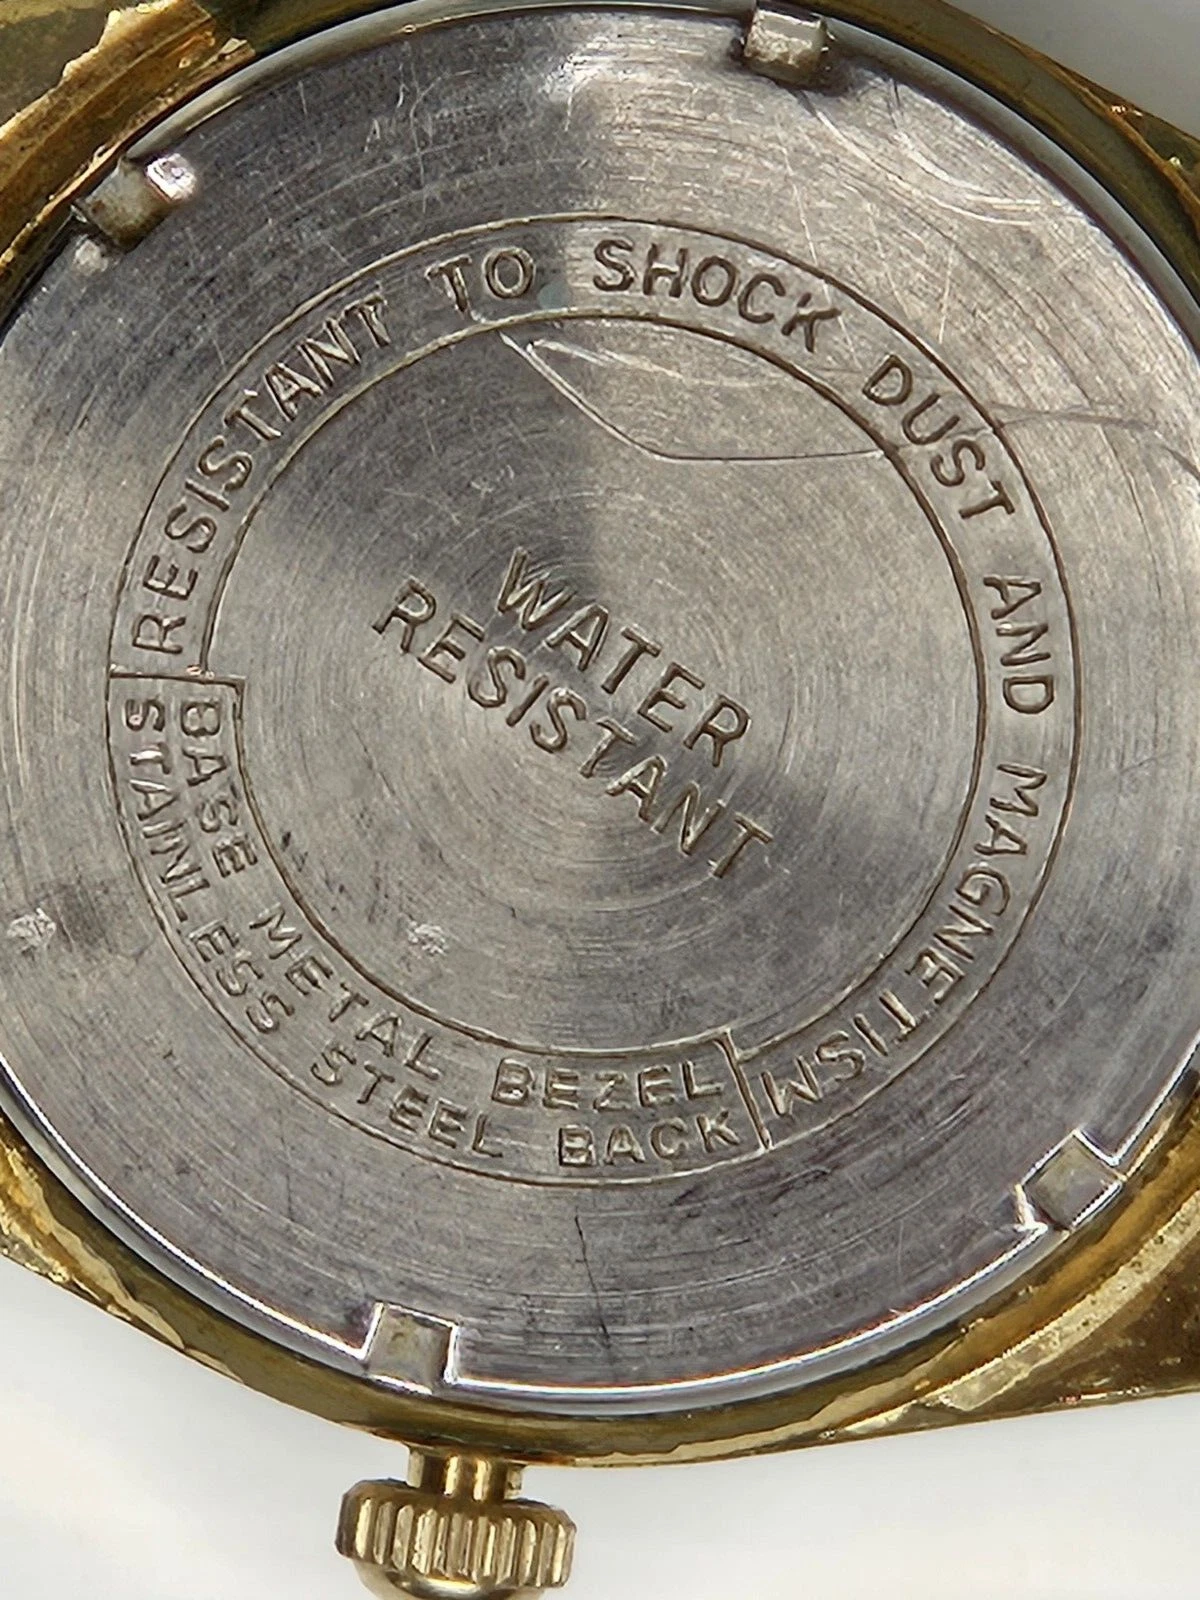 RESISTANT TO SHOCK DUST AND MAGNETISM
WATER
RESISTANT
BASE METAL BEZEL
STAINLESS STEEL BACK